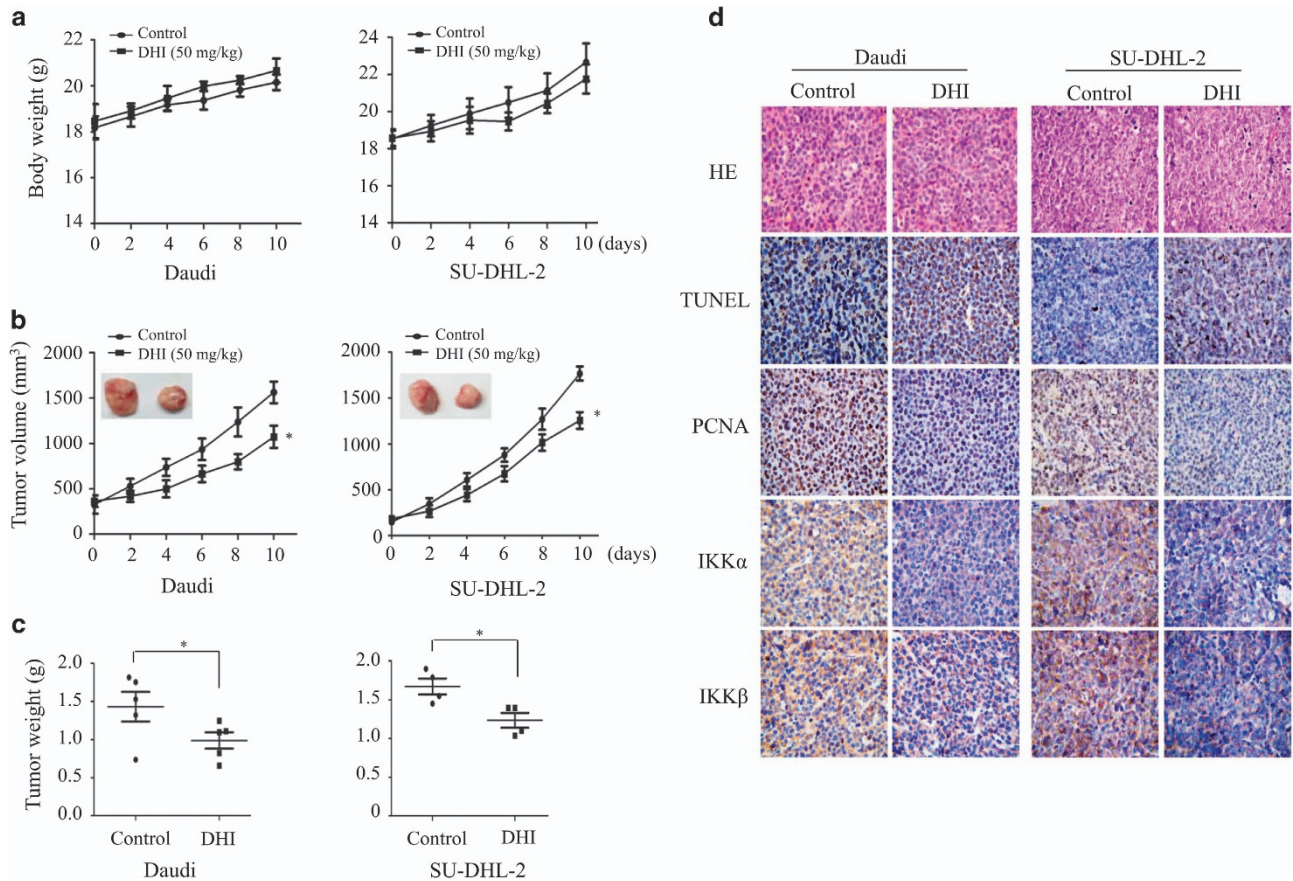 a
Control
DHI (50 mg/kg)
Body weight (g)
22
20
18
16
14
0 2 4 6 8 10
Daudi
Control
DHI (50 mg/kg)
24
22
20
18
16
14
0 2 4 6 8 10 (days)
SU-DHL-2
b
Control
DHI (50 mg/kg)
Tumor volume (mm³)
2000
1500
1000
500
0
*
0 2 4 6 8 10
Daudi
Control
DHI (50 mg/kg)
2000
1500
1000
500
0
*
0 2 4 6 8 10 (days)
SU-DHL-2
c
Tumor weight (g)
2.0
1.5
1.0
0.5
0.0
*
Control DHI
Daudi
2.0
1.5
1.0
0.5
0
*
Control DHI
SU-DHL-2
d
Daudi SU-DHL-2
Control DHI Control DHI
HE
TUNEL
PCNA
IKKα
IKKβ